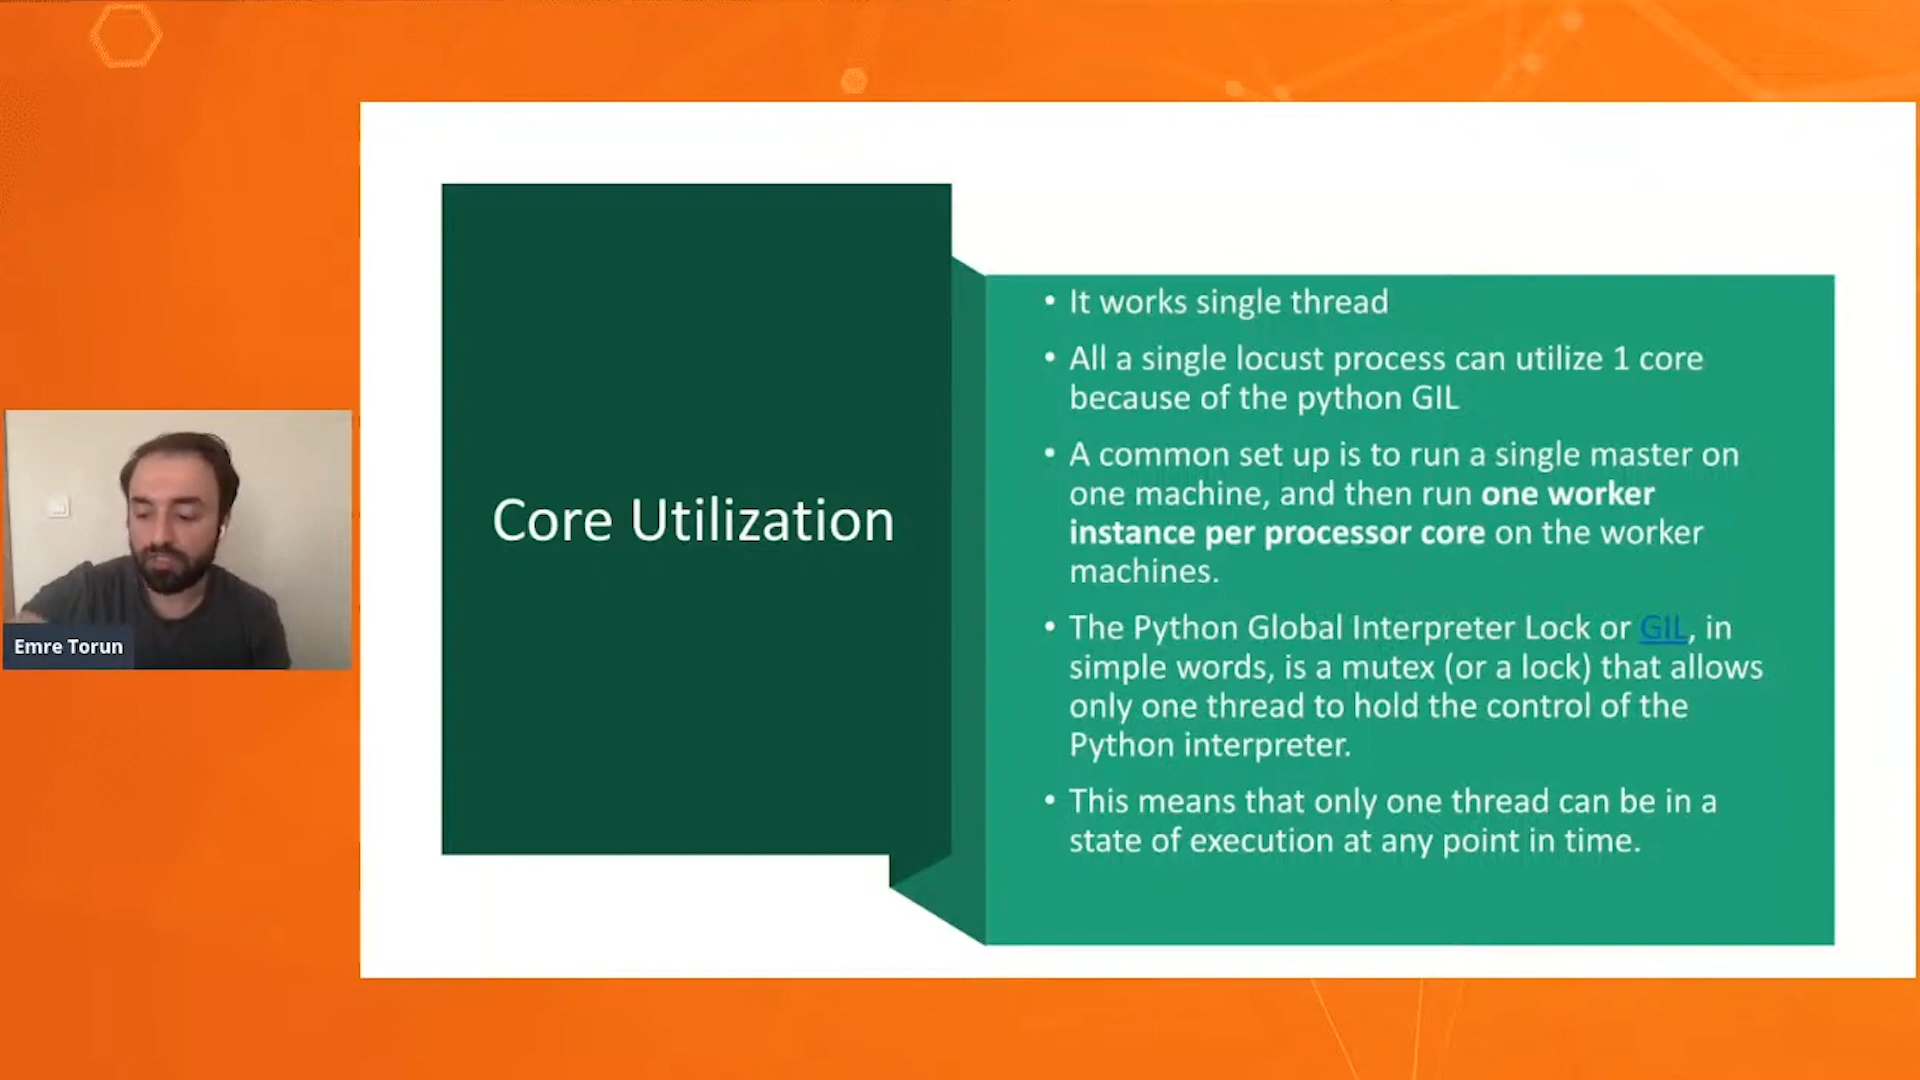 Core Utilization
• It works single thread
• All a single locust process can utilize 1 core
because of the python GIL
• A common set up is to run a single master on
one machine, and then run one worker
instance per processor core on the worker
machines.
• The Python Global Interpreter Lock or GIL, in
simple words, is a mutex (or a lock) that allows
only one thread to hold the control of the
Python interpreter.
• This means that only one thread can be in a
state of execution at any point in time.
Emre Torun